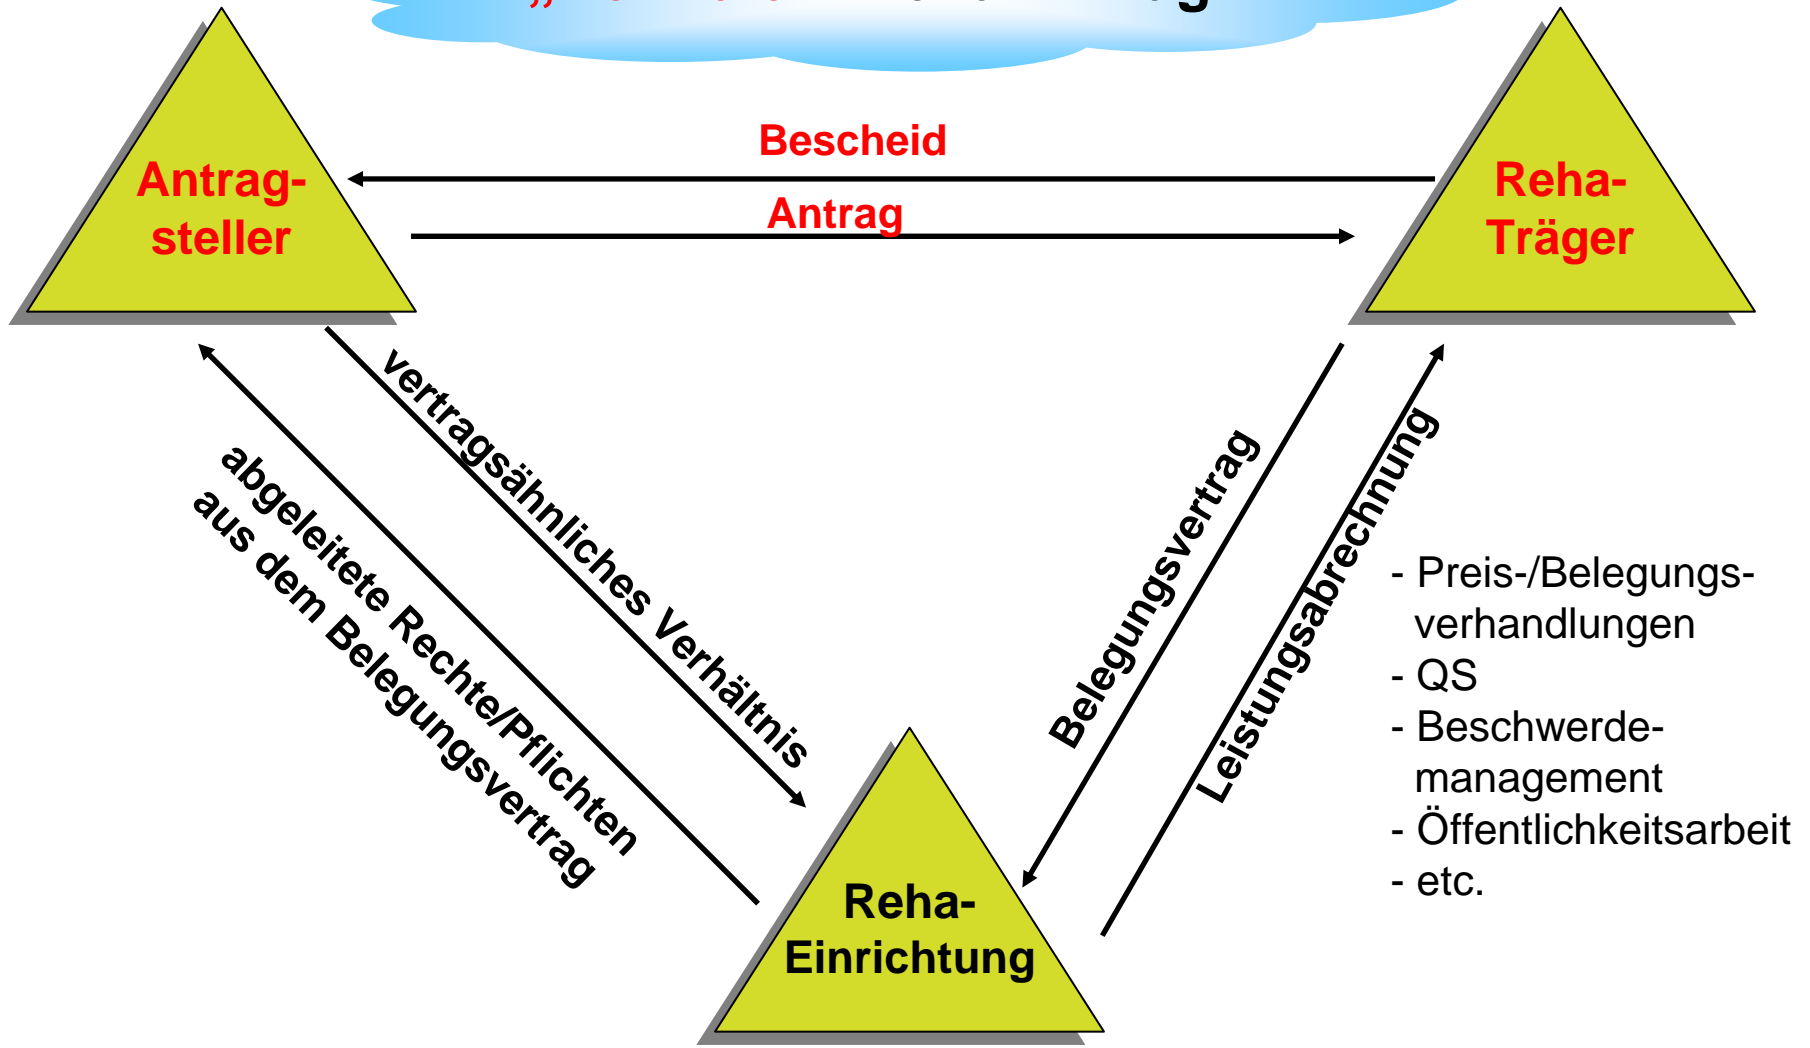 Bescheid
Antrag
Antrag-
steller
Reha-
Träger
vertragsähnliches Verhältnis
abgeleitete Rechte/Pflichten
aus dem Belegungsvertrag
Belegungsvertrag
Leistungsabrechnung
- Preis-/Belegungs-
verhandlungen
- QS
- Beschwerde-
management
- Öffentlichkeitsarbeit
- etc.
Reha-
Einrichtung